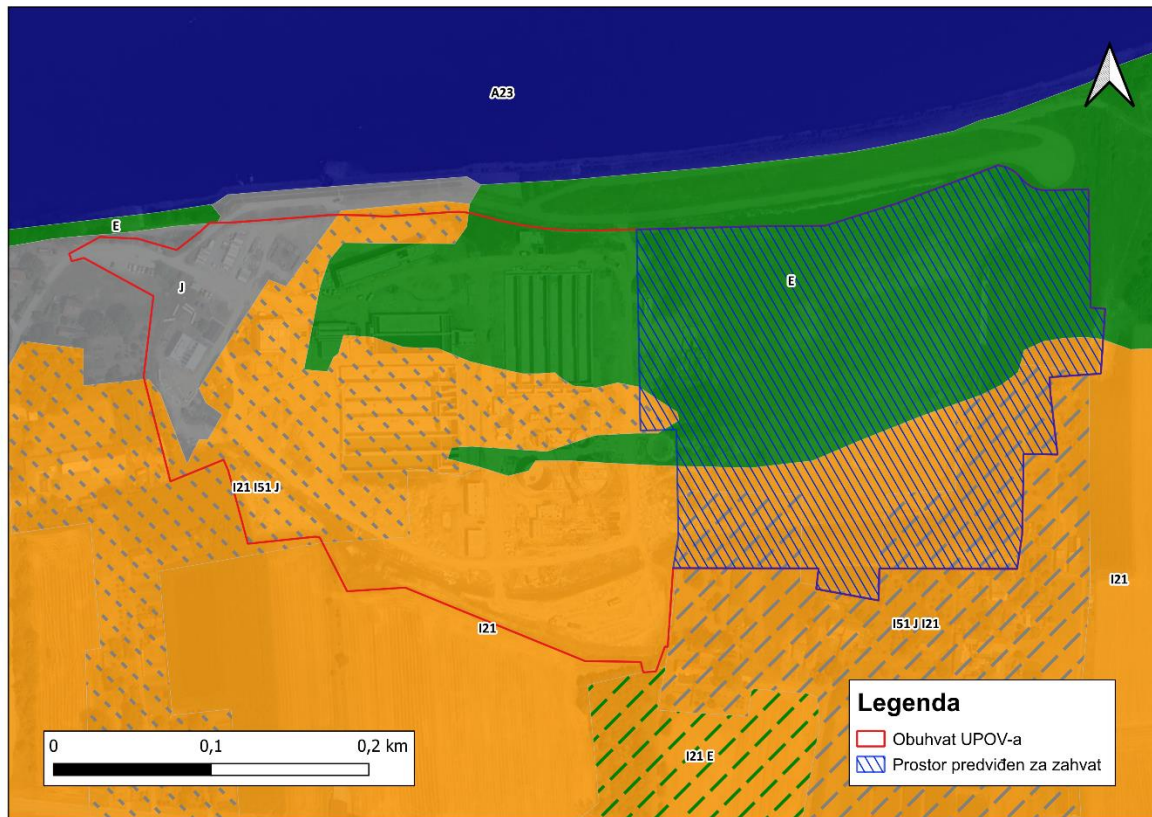 A23
E
J
E
I21 I51 J
I21
I21
I51 J I21
I21 E
Legenda
Obuhvat UPOV-a
Prostor predviđen za zahvat
0 0,1 0,2 km